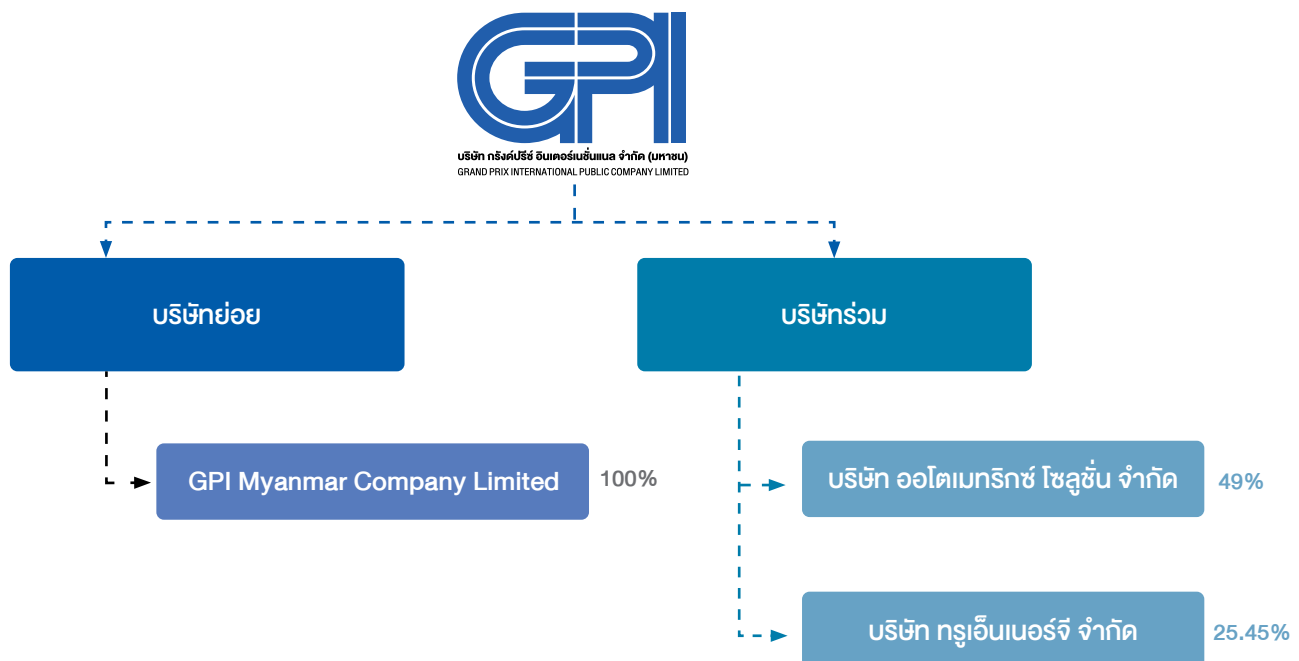 GPI
บริษัท กรังด์ปรีซ์ อินเตอร์เนชั่นแนล จำกัด (มหาชน)
GRAND PRIX INTERNATIONAL PUBLIC COMPANY LIMITED
บริษัทย่อย
บริษัทร่วม
GPI Myanmar Company Limited 100%
บริษัท ออโตเมทริกซ์ โซลูชั่น จำกัด 49%
บริษัท ทรูเอ็นเนอร์จี จำกัด 25.45%